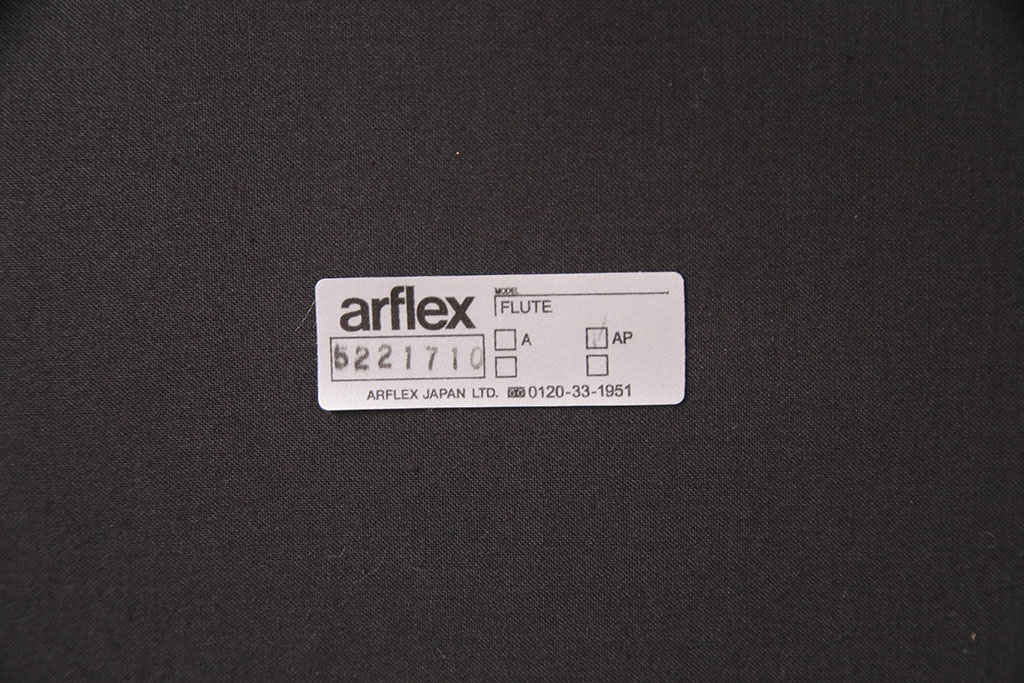 arflex
MODEL
FLUTE
A
AP
5221710
ARFLEX JAPAN LTD. 0120-33-1951